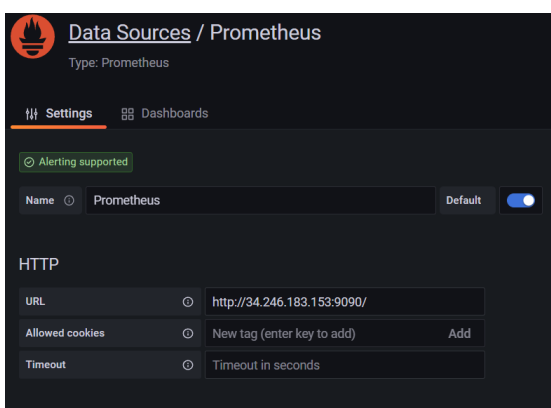 Data Sources / Prometheus
Type: Prometheus
Settings Dashboards
Alerting supported
Name Prometheus Default
HTTP
URL http://34.246.183.153:9090/
Allowed cookies New tag (enter key to add) Add
Timeout Timeout in seconds